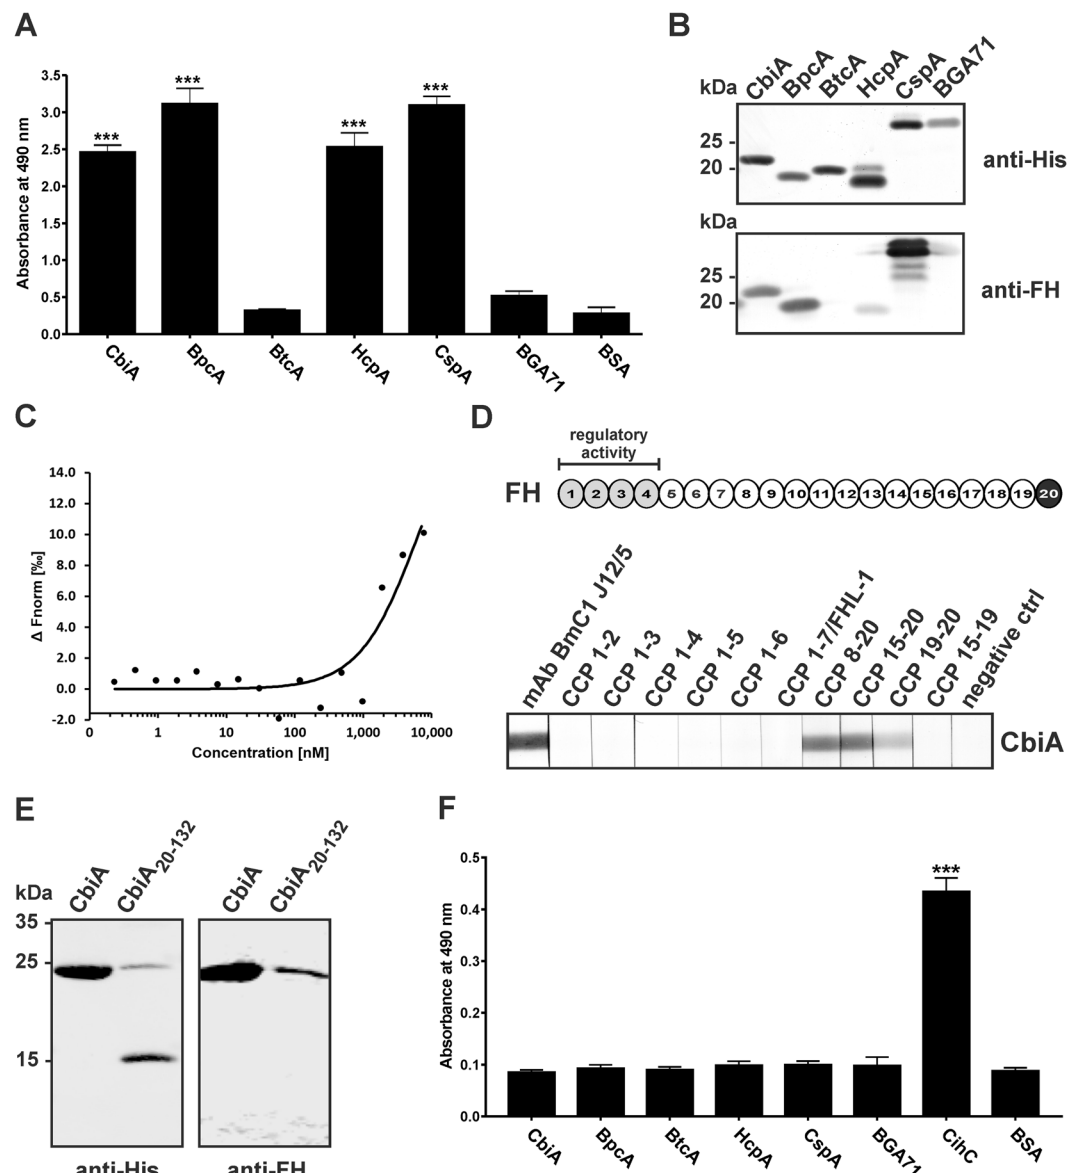 A
Absorbance at 490 nm
3.5
3.0
2.5
2.0
1.5
1.0
0.5
0.0
***
***
***
***
CbiA
BpcA
BtcA
HcpA
CspA
BGA71
BSA
B
kDa
CbiA
BpcA
BtcA
HcpA
CspA
BGA71
25 -
20 -
anti-His
kDa
25 -
20 -
anti-FH
C
Δ Fnorm [‰]
14.0
12.0
10.0
8.0
6.0
4.0
2.0
0.0
-2.0
0
1
10
100
1,000
10,000
Concentration [nM]
D
regulatory
activity
FH 1 2 3 4 5 6 7 8 9 10 11 12 13 14 15 16 17 18 19 20
mAb BmC1 J12/5
CCP 1-2
CCP 1-3
CCP 1-4
CCP 1-5
CCP 1-6
CCP 1-7/FHL-1
CCP 8-20
CCP 15-20
CCP 19-20
CCP 15-19
negative ctrl
CbiA
E
kDa
CbiA
CbiA20-132
CbiA
CbiA20-132
35 -
25 -
15 -
anti-His
anti-FH
F
Absorbance at 490 nm
0.5
0.4
0.3
0.2
0.1
0.0
***
CbiA
BpcA
BtcA
HcpA
CspA
BGA71
CihC
BSA